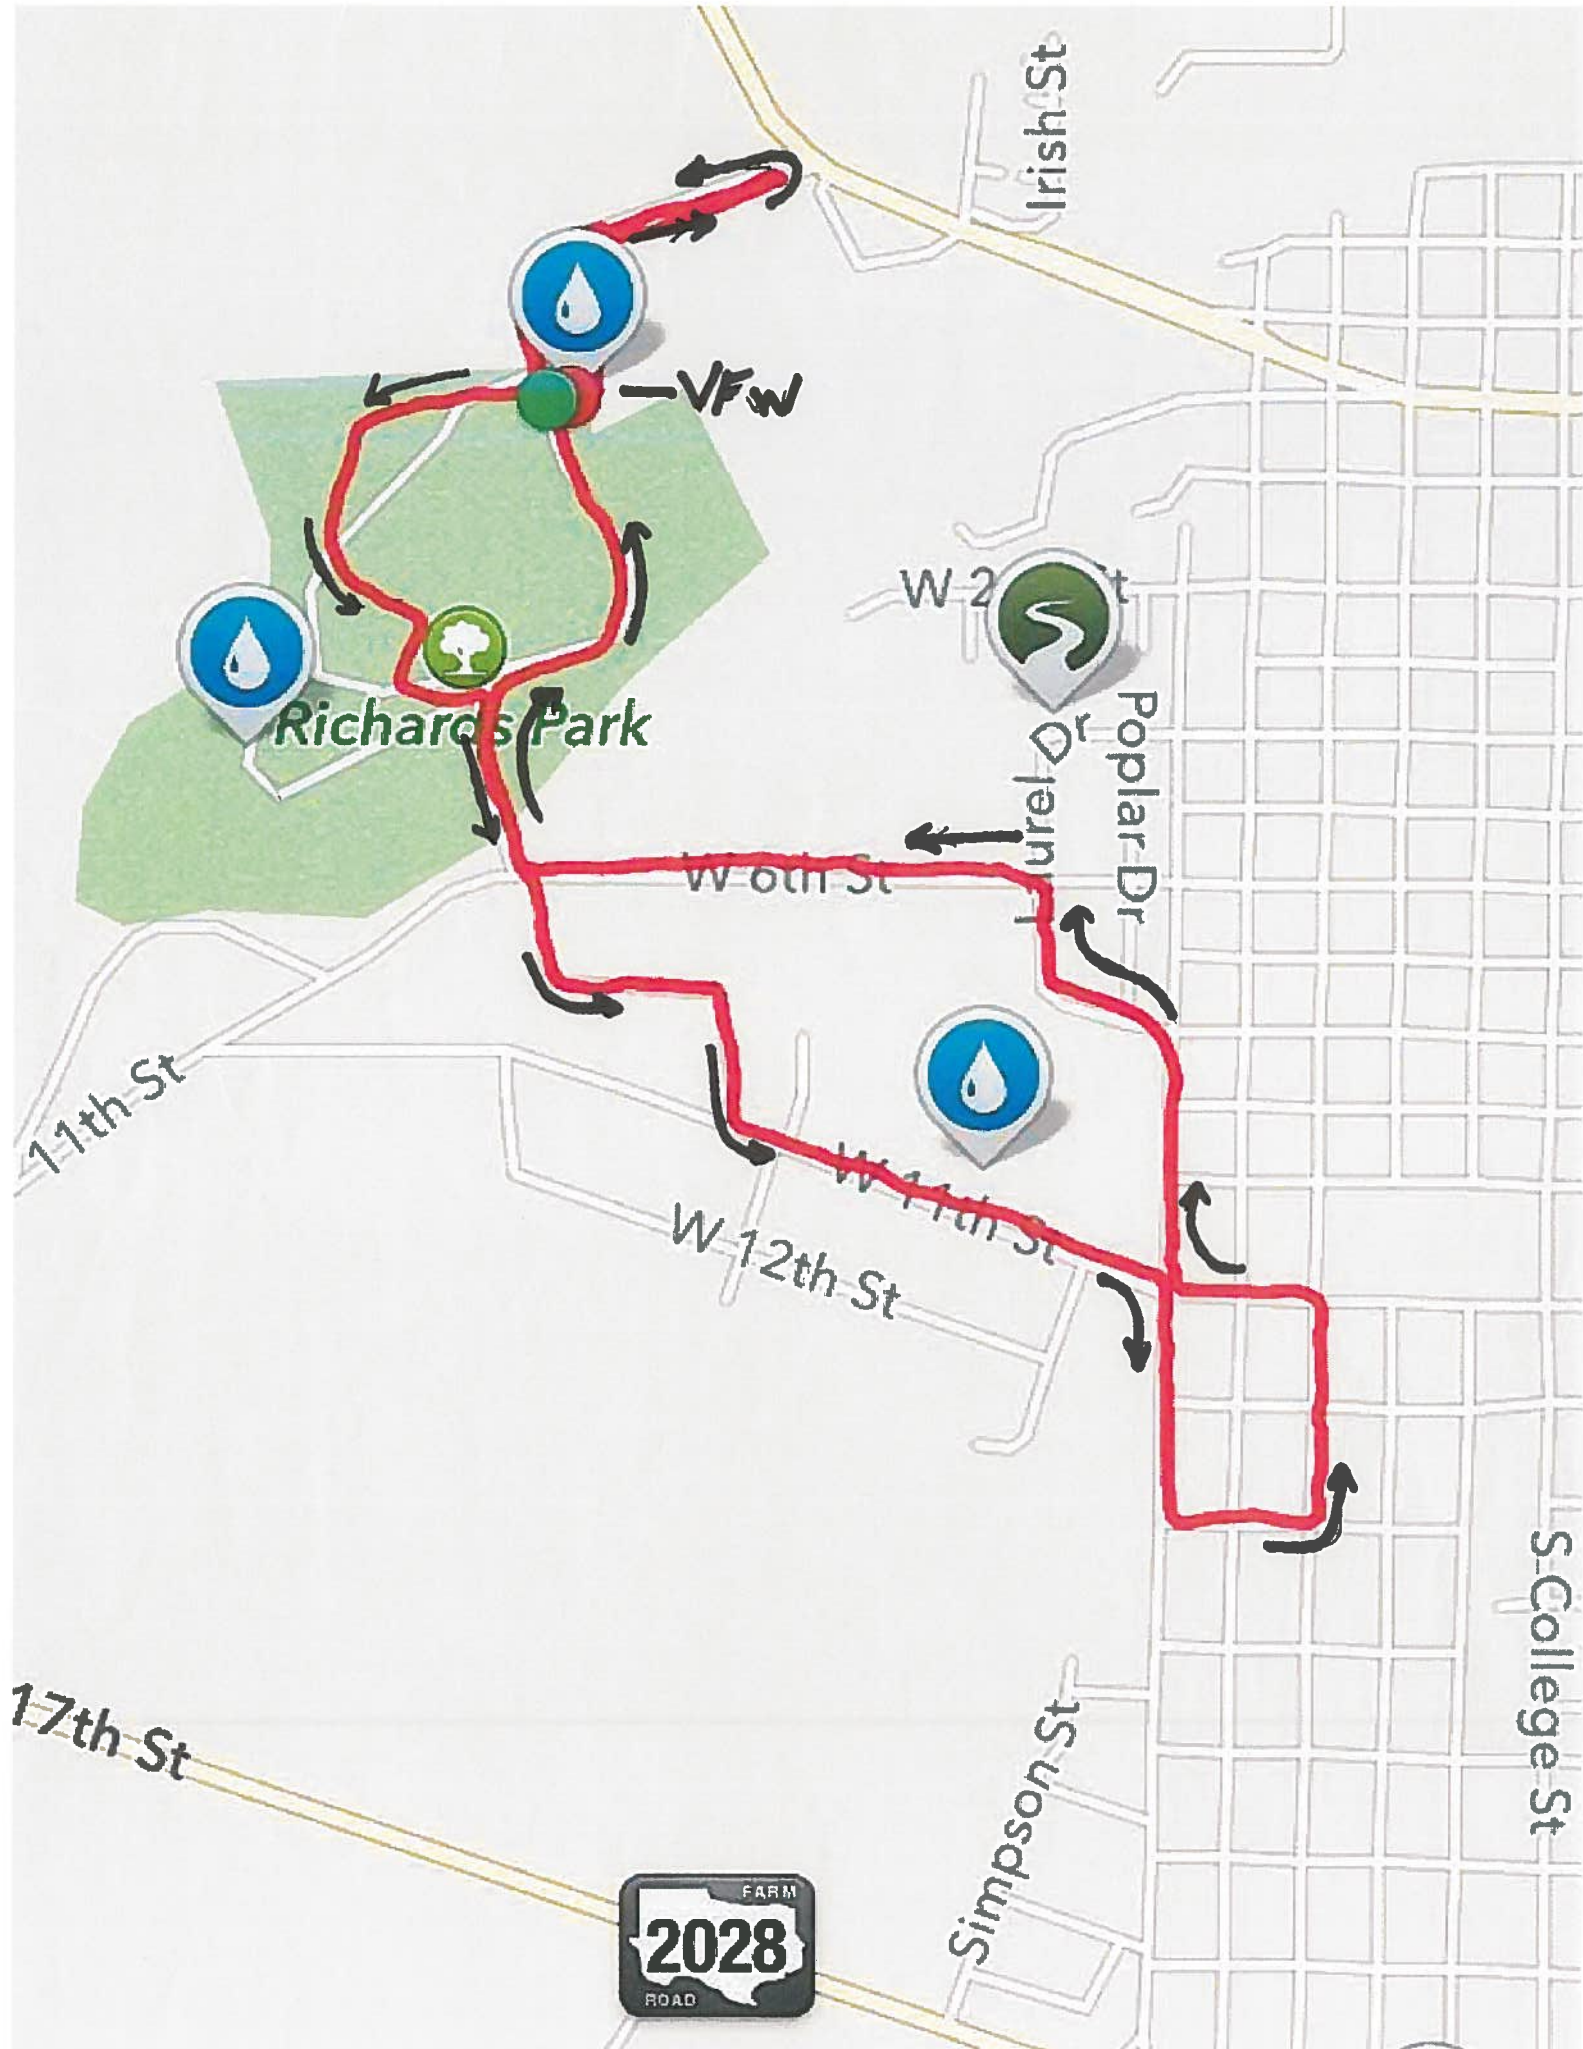 Irish St
VFW
W 2
Richards Park
Poplar Dr
Laurel Dr
W 6th St
11th St
W 11th St
W 12th St
S College St
17th St
Simpson St
FARM
2028
ROAD